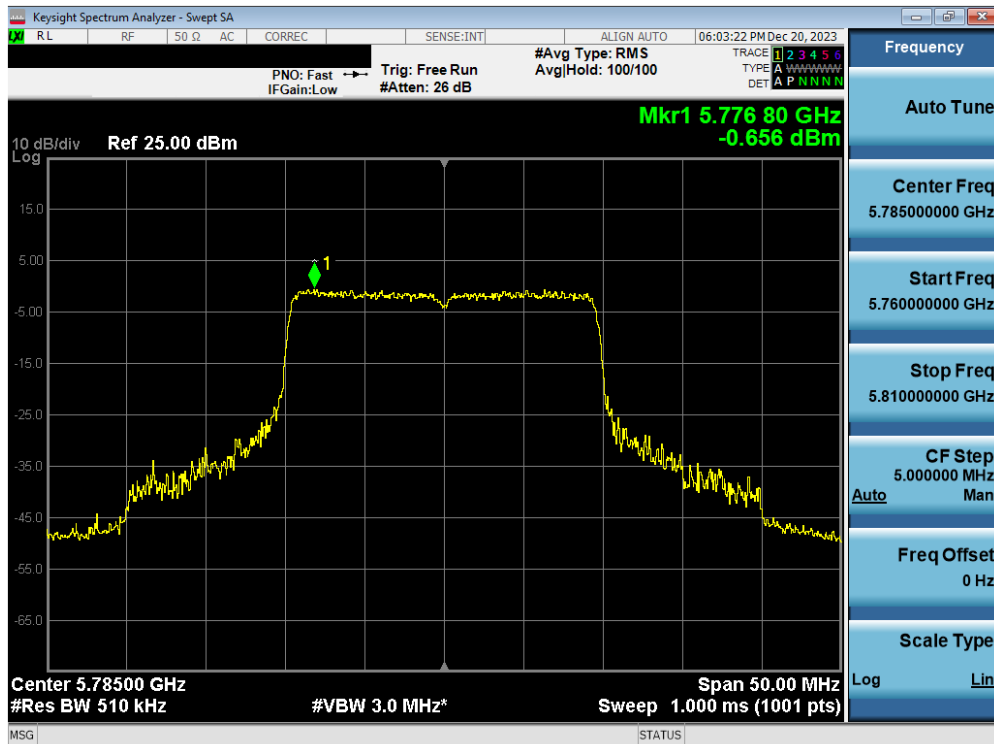 Keysight Spectrum Analyzer - Swept SA
LXI RL RF 50 Ω AC CORREC SENSE:INT ALIGN AUTO 06:03:22 PM Dec 20, 2023
PNO: Fast Trig: Free Run #Avg Type: RMS TRACE 1 2 3 4 5 6
IFGain:Low #Atten: 26 dB Avg|Hold: 100/100 TYPE A WWWWW
DET A P N N N N
Mkr1 5.776 80 GHz
-0.656 dBm
10 dB/div Ref 25.00 dBm
Log
15.0
5.00
1
-5.00
-15.0
-25.0
-35.0
-45.0
-55.0
-65.0
Center 5.78500 GHz Span 50.00 MHz
#Res BW 510 kHz #VBW 3.0 MHz* Sweep 1.000 ms (1001 pts)
MSG STATUS
Frequency
Auto Tune
Center Freq
5.785000000 GHz
Start Freq
5.760000000 GHz
Stop Freq
5.810000000 GHz
CF Step
5.000000 MHz
Auto Man
Freq Offset
0 Hz
Scale Type
Log Lin